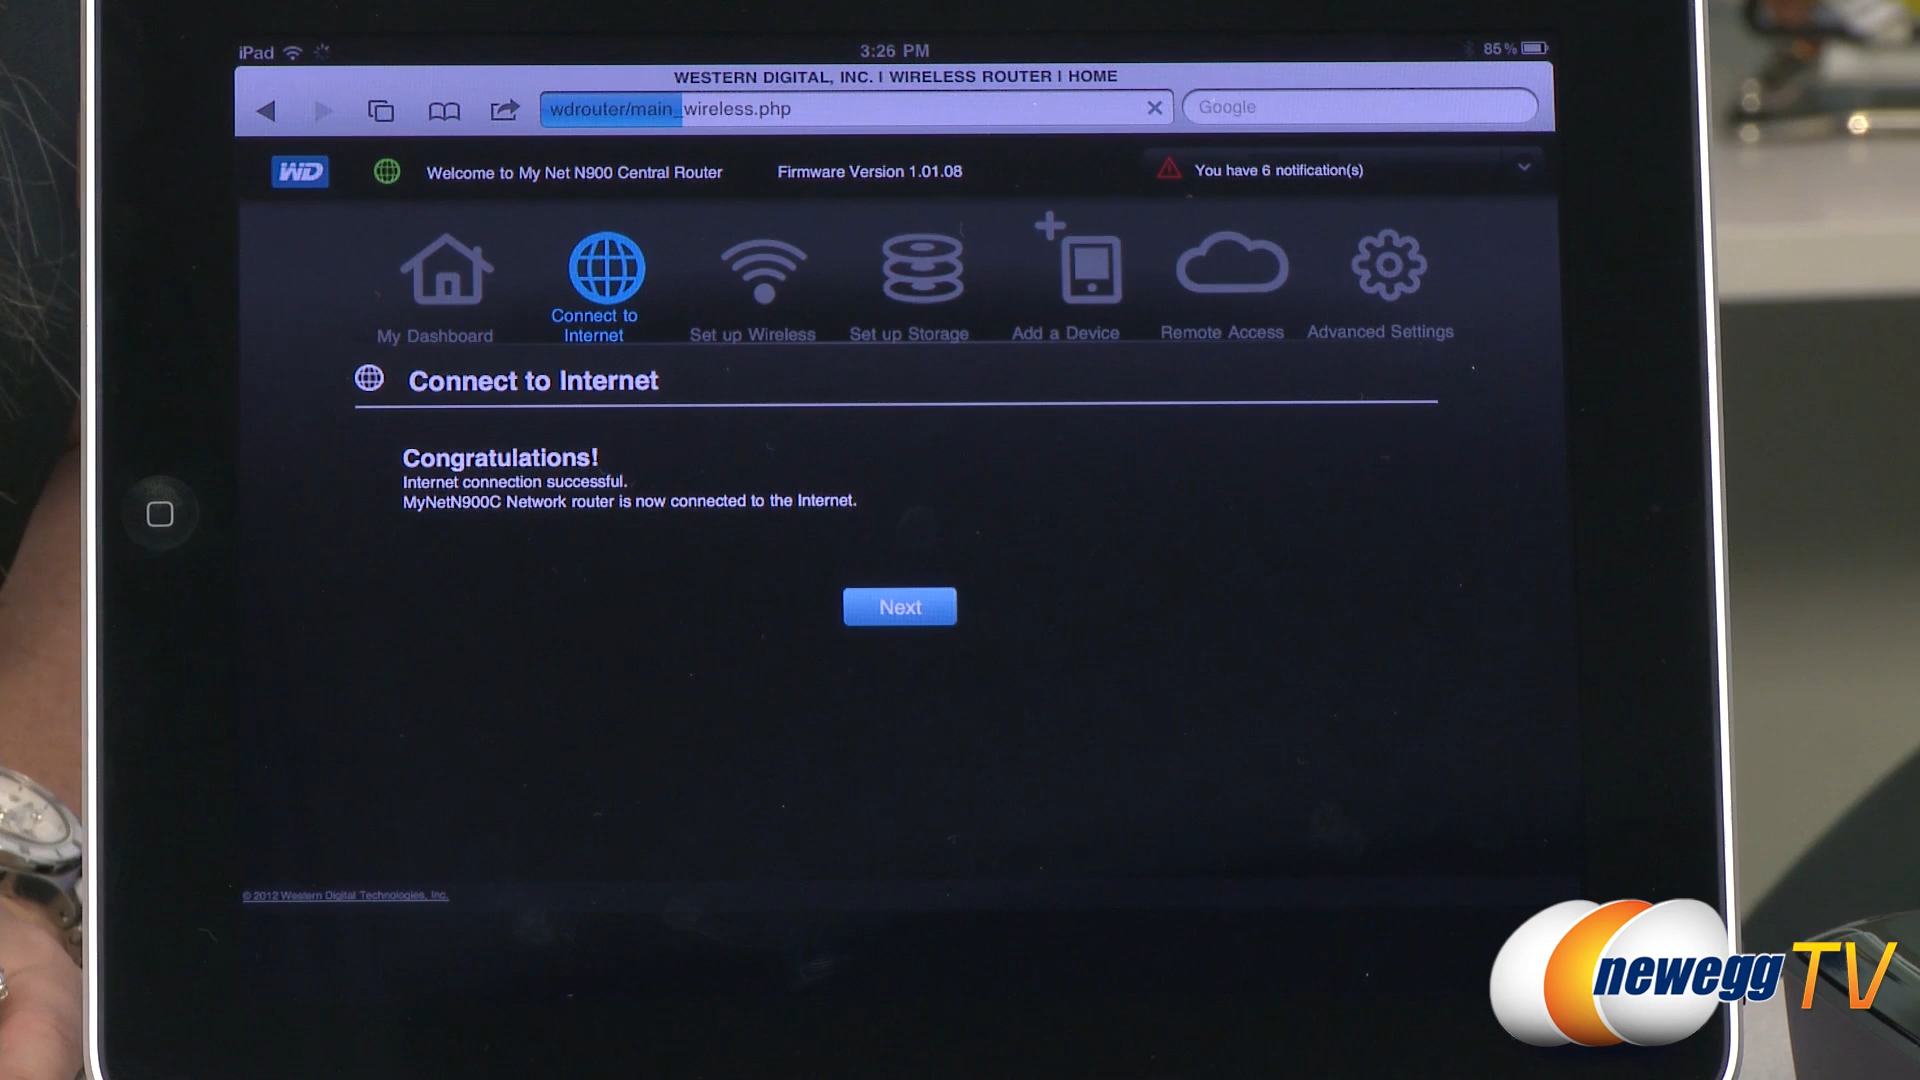 iPad 3:26 PM 85%
WESTERN DIGITAL, INC. | WIRELESS ROUTER | HOME
wdrouter/main_wireless.php Google
WD Welcome to My Net N900 Central Router Firmware Version 1.01.08 You have 6 notification(s)
My Dashboard
Connect to
Internet
Set up Wireless
Set up Storage
Add a Device
Remote Access
Advanced Settings
Connect to Internet
Congratulations!
Internet connection successful.
MyNetN900C Network router is now connected to the Internet.
Next
© 2012 Western Digital Technologies, Inc.
newegg TV